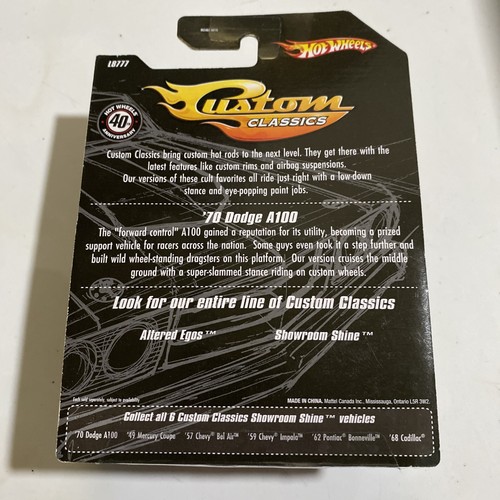 L8777
HOT WHEELS
Custom
CLASSICS
HOT WHEELS
40th
ANNIVERSARY
Custom Classics bring custom hot rods to the next level. They get there with the
latest features like custom rims and airbag suspensions.
Our versions of these cult favorites all ride just right with a low-down
stance and eye-popping paint jobs.
'70 Dodge A100
The "forward control" A100 gained a reputation for its utility, becoming a prized
support vehicle for racers across the nation. Some guys even took it a step further and
built wild wheel-standing dragsters on this platform. Our version cruises the middle
ground with a super-slammed stance riding on custom wheels.
Look for our entire line of Custom Classics
Altered Egos™ Showroom Shine™
Each sold separately, subject to availability.
MADE IN CHINA. Mattel Canada Inc., Mississauga, Ontario L5R 3W2.
Collect all 6 Custom Classics Showroom Shine™ vehicles
'70 Dodge A100 '49 Mercury Coupe '57 Chevy® Bel Air™ '59 Chevy® Impala™ '62 Pontiac® Bonneville™ '68 Cadillac®